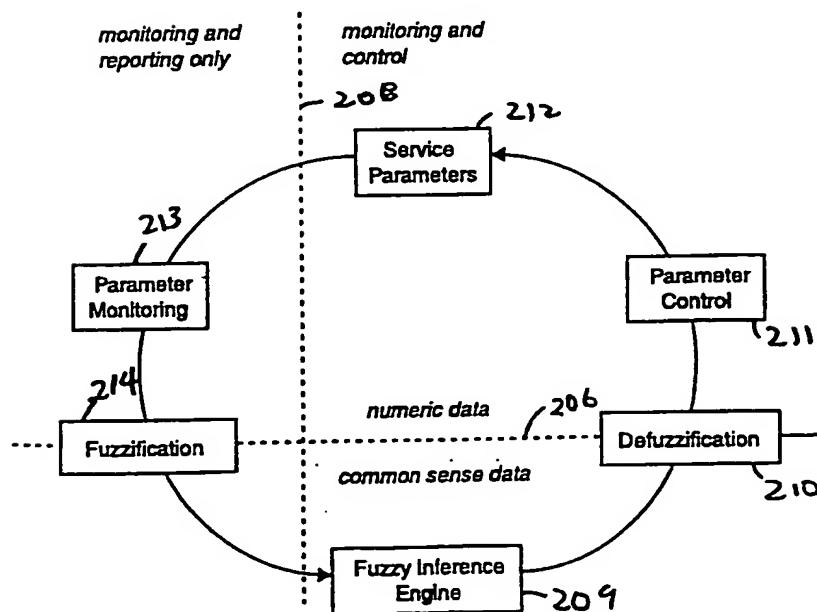 monitoring and
reporting only
monitoring and
control
208
212
Service
Parameters
213
Parameter
Monitoring
Parameter
Control
211
214
numeric data
206
Fuzzification
Defuzzification
common sense data
210
Fuzzy Inference
Engine
209